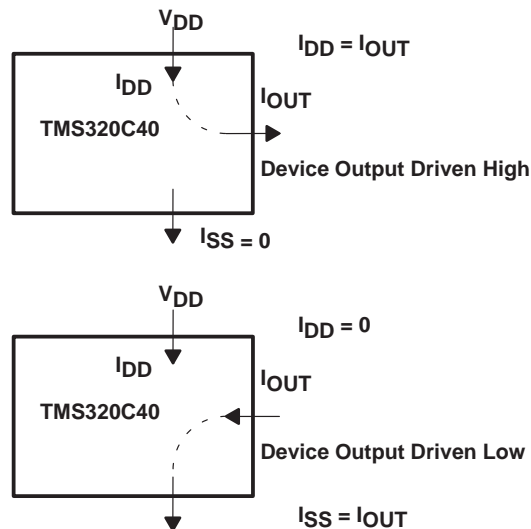 VDD
IDD = IOUT
IDD
IOUT
TMS320C40
Device Output Driven High
ISS = 0
VDD
IDD = 0
IDD
IOUT
TMS320C40
Device Output Driven Low
ISS = IOUT